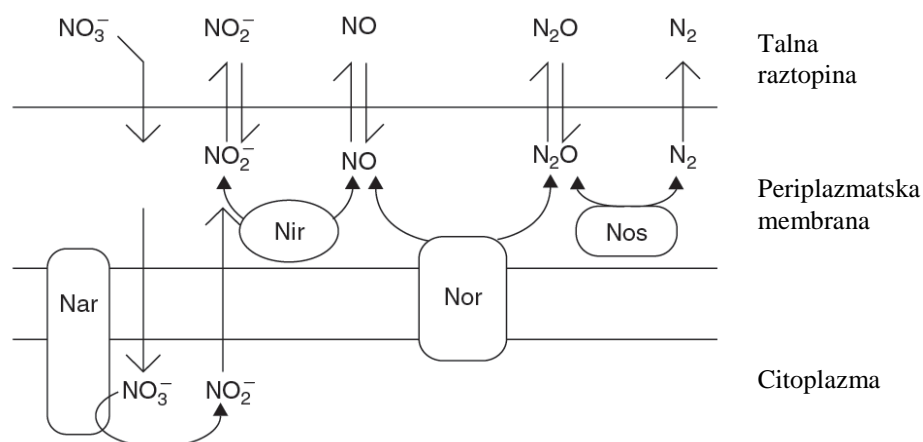 NO₃⁻ NO₂⁻ NO N₂O N₂
Talna
raztopina
NO₂⁻ NO N₂O N₂
Periplazmatska
membrana
Nir Nos
Nar Nor
NO₃⁻ NO₂⁻
Citoplazma